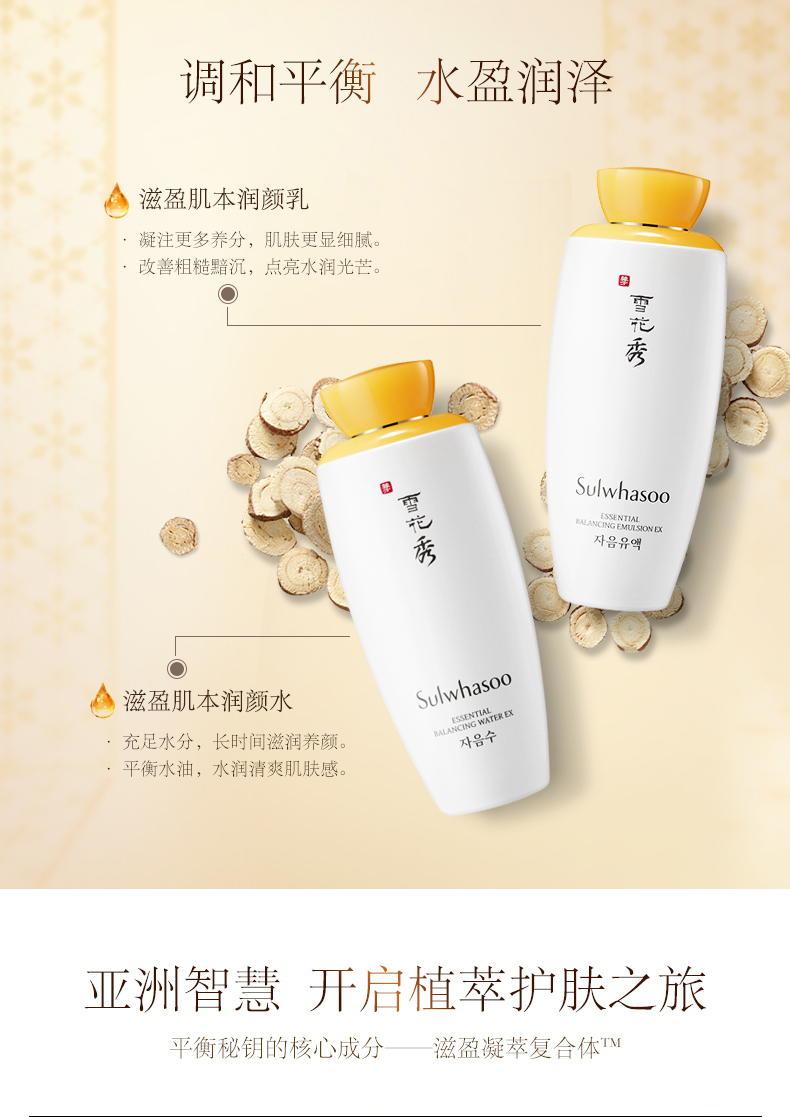 调和平衡 水盈润泽
滋盈肌本润颜乳
· 凝注更多养分，肌肤更显细腻。
· 改善粗糙黯沉，点亮水润光芒。
雪花秀
Sulwhasoo
ESSENTIAL
BALANCING EMULSION EX
자음유액
雪花秀
Sulwhasoo
ESSENTIAL
BALANCING WATER EX
자음수
滋盈肌本润颜水
· 充足水分，长时间滋润养颜。
· 平衡水油，水润清爽肌肤感。
亚洲智慧 开启植萃护肤之旅
平衡秘钥的核心成分——滋盈凝萃复合体™